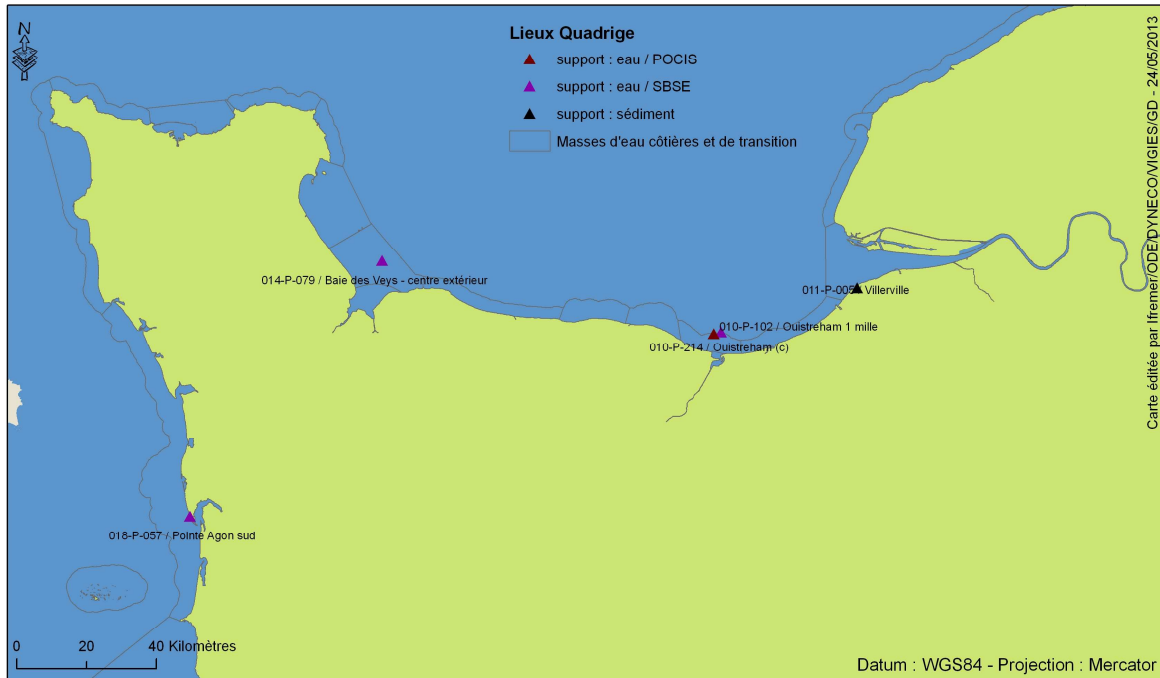 N
Lieux Quadrige
support : eau / POCIS
support : eau / SBSE
support : sédiment
Masses d'eau côtières et de transition
014-P-079 / Baie des Veys - centre extérieur
011-P-005 Villerville
010-P-102 / Ouistreham 1 mille
010-P-214 / Ouistreham (c)
018-P-057 / Pointe Agon sud
0 20 40 Kilomètres
Datum : WGS84 - Projection : Mercator
Carte éditée par Ifremer/ODE/DYNECO/VIGIES/GD - 24/05/2013